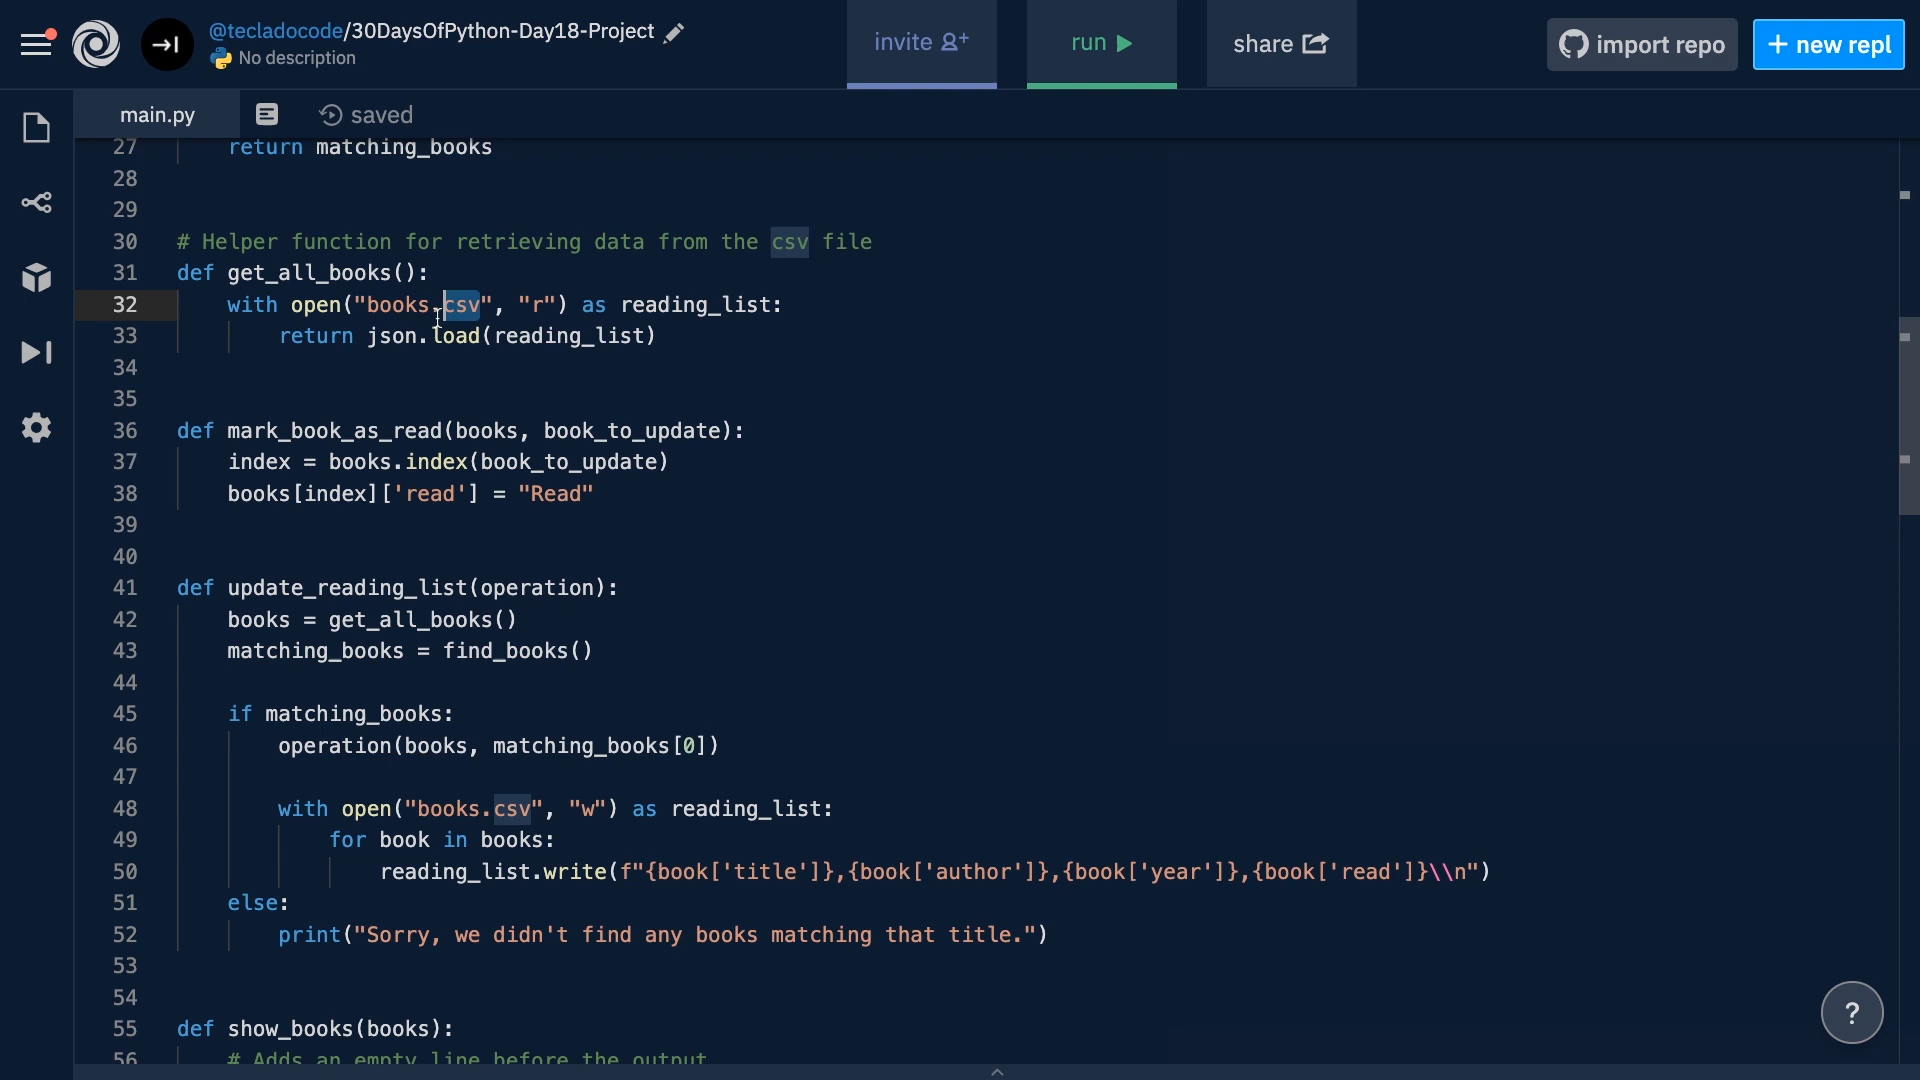 @tecladocode/30DaysOfPython-Day18-Project
No description
invite
run
share
import repo
+ new repl
main.py
saved
27 return matching_books
28
29
30 # Helper function for retrieving data from the csv file
31 def get_all_books():
32 with open("books.csv", "r") as reading_list:
33 return json.load(reading_list)
34
35
36 def mark_book_as_read(books, book_to_update):
37 index = books.index(book_to_update)
38 books[index]['read'] = "Read"
39
40
41 def update_reading_list(operation):
42 books = get_all_books()
43 matching_books = find_books()
44
45 if matching_books:
46 operation(books, matching_books[0])
47
48 with open("books.csv", "w") as reading_list:
49 for book in books:
50 reading_list.write(f"{book['title']},{book['author']},{book['year']},{book['read']}\\n")
51 else:
52 print("Sorry, we didn't find any books matching that title.")
53
54
55 def show_books(books):
56 # Adds an empty line before the output
?